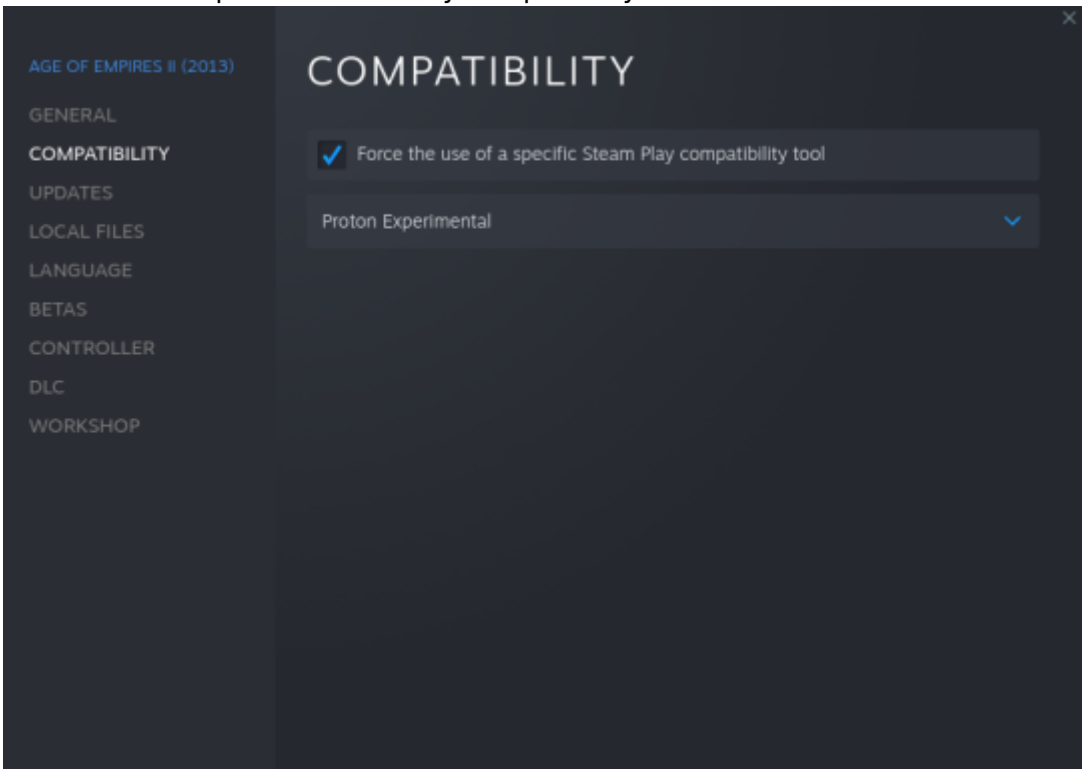 AGE OF EMPIRES II (2013)
GENERAL
COMPATIBILITY
UPDATES
LOCAL FILES
LANGUAGE
BETAS
CONTROLLER
DLC
WORKSHOP
COMPATIBILITY
Force the use of a specific Steam Play compatibility tool
Proton Experimental